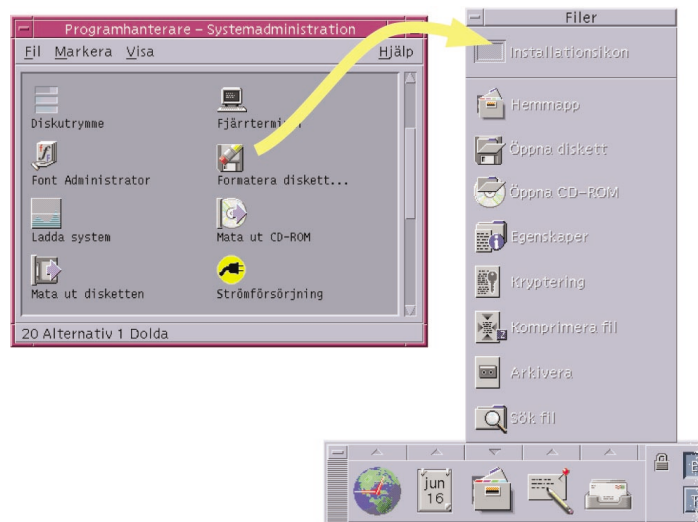 Programhanterare – Systemadministration
Fil Markera Visa Hjälp
Diskutrymme
Font Administrator
Formatera diskett...
Ladda system
Mata ut CD-ROM
Mata ut disketten
Strömförsörjning
20 Alternativ 1 Dolda
Filer
Installationsikon
Hemmapp
Öppna diskett
Öppna CD-ROM
Egenskaper
Kryptering
Komprimera fil
Arkivera
Sök fil
jun
16